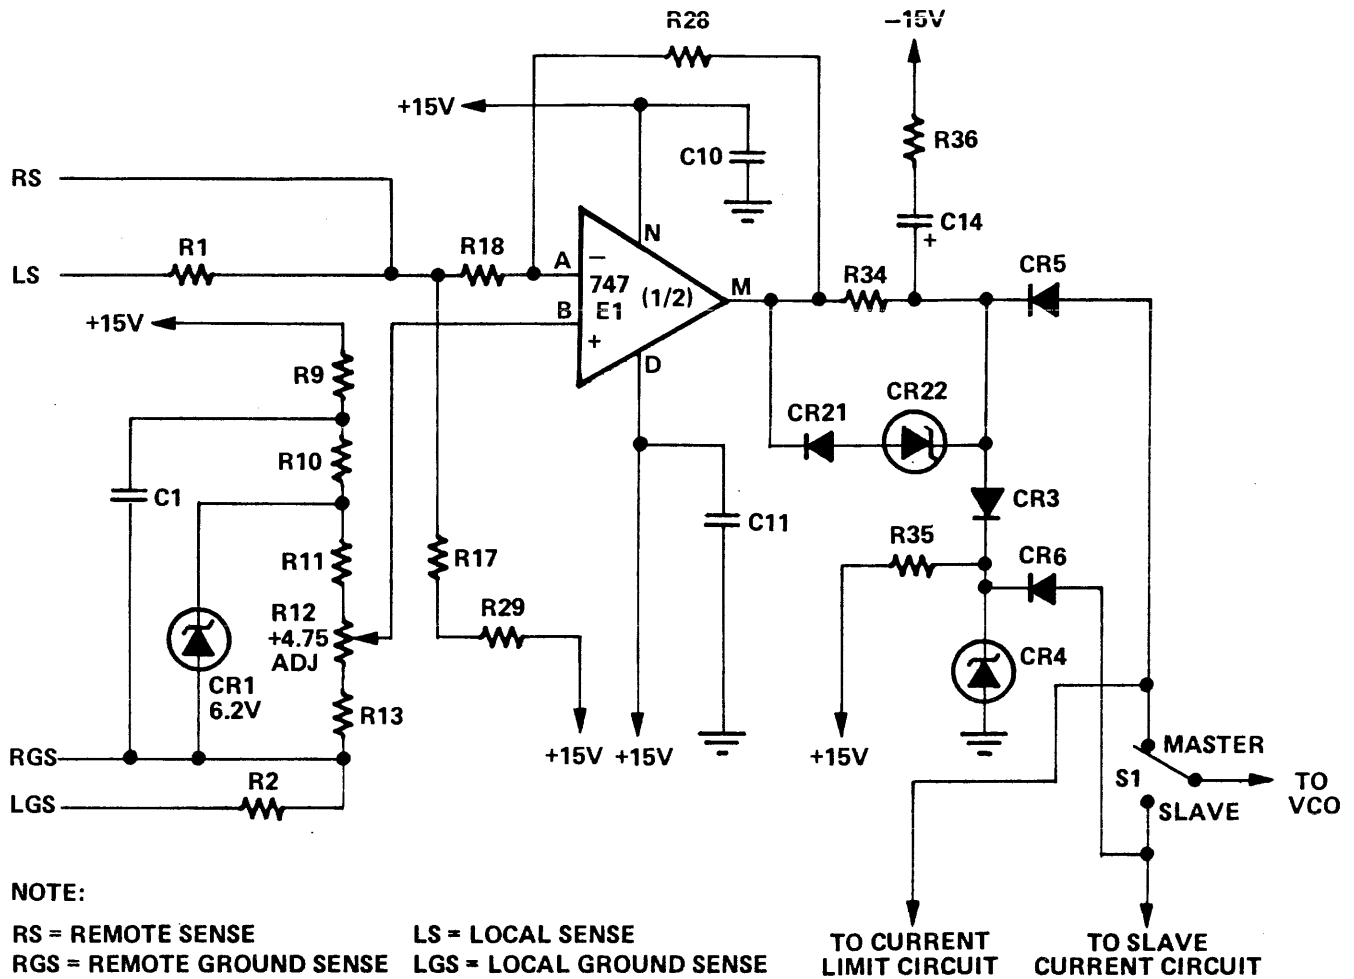 R28
−15V
+15V
R36
C10
RS
C14
+
R1
R18
N
A
−
LS
747
(1/2)
M
R34
CR5
E1
B
+15V
+
D
R9
CR21
CR22
R10
C1
CR3
C11
R35
R11
R17
CR6
R12
+4.75
ADJ
R29
CR4
CR1
6.2V
R13
MASTER
RGS
+15V
+15V
+15V
S1
TO
VCO
R2
LGS
SLAVE
NOTE:
RS = REMOTE SENSE
LS = LOCAL SENSE
RGS = REMOTE GROUND SENSE
LGS = LOCAL GROUND SENSE
TO CURRENT
LIMIT CIRCUIT
TO SLAVE
CURRENT CIRCUIT